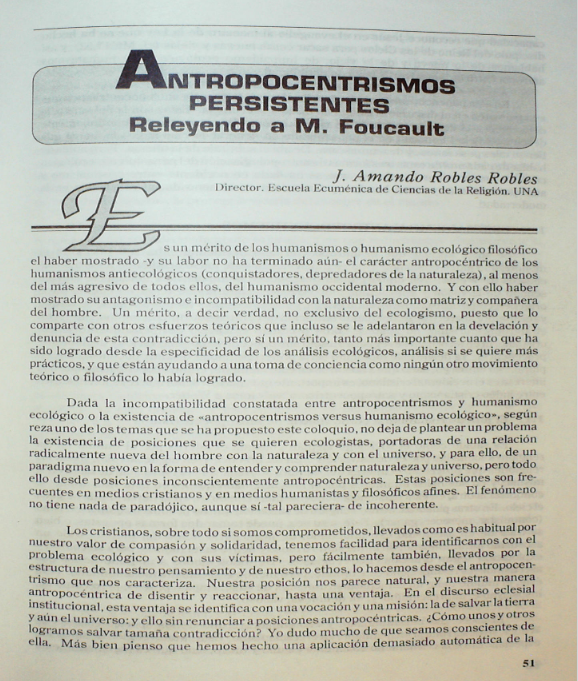 ANTROPOCENTRISMOS
PERSISTENTES
Releyendo a M. Foucault
J. Amando Robles Robles
Director. Escuela Ecuménica de Ciencias de la Religión. UNA
Es un mérito de los humanismos o humanismo ecológico filosófico
el haber mostrado -y su labor no ha terminado aún- el carácter antropocéntrico de los
humanismos antiecológicos (conquistadores, depredadores de la naturaleza), al menos
del más agresivo de todos ellos, del humanismo occidental moderno. Y con ello haber
mostrado su antagonismo e incompatibilidad con la naturaleza como matriz y compañera
del hombre. Un mérito, a decir verdad, no exclusivo del ecologismo, puesto que lo
comparte con otros esfuerzos teóricos que incluso se le adelantaron en la develación y
denuncia de esta contradicción, pero sí un mérito, tanto más importante cuanto que ha
sido logrado desde la especificidad de los análisis ecológicos, análisis si se quiere más
prácticos, y que están ayudando a una toma de conciencia como ningún otro movimiento
teórico o filosófico lo había logrado.
Dada la incompatibilidad constatada entre antropocentrismos y humanismo
ecológico o la existencia de «antropocentrismos versus humanismo ecológico», según
reza uno de los temas que se ha propuesto este coloquio, no deja de plantear un problema
la existencia de posiciones que se quieren ecologistas, portadoras de una relación
radicalmente nueva del hombre con la naturaleza y con el universo, y para ello, de un
paradigma nuevo en la forma de entender y comprender naturaleza y universo, pero todo
ello desde posiciones inconscientemente antropocéntricas. Estas posiciones son fre-
cuentes en medios cristianos y en medios humanistas y filosóficos afines. El fenómeno
no tiene nada de paradójico, aunque sí -tal pareciera- de incoherente.
Los cristianos, sobre todo si somos comprometidos, llevados como es habitual por
nuestro valor de compasión y solidaridad, tenemos facilidad para identificarnos con el
problema ecológico y con sus víctimas, pero fácilmente también, llevados por la
estructura de nuestro pensamiento y de nuestro ethos, lo hacemos desde el antropocen-
trismo que nos caracteriza. Nuestra posición nos parece natural, y nuestra manera
antropocéntrica de disentir y reaccionar, hasta una ventaja. En el discurso eclesial
institucional, esta ventaja se identifica con una vocación y una misión: la de salvar la tierra
y aún el universo: y ello sin renunciar a posiciones antropocéntricas. ¿Cómo unos y otros
logramos salvar tamaña contradicción? Yo dudo mucho de que seamos conscientes de
ella. Más bien pienso que hemos hecho una aplicación demasiado automática de la
51